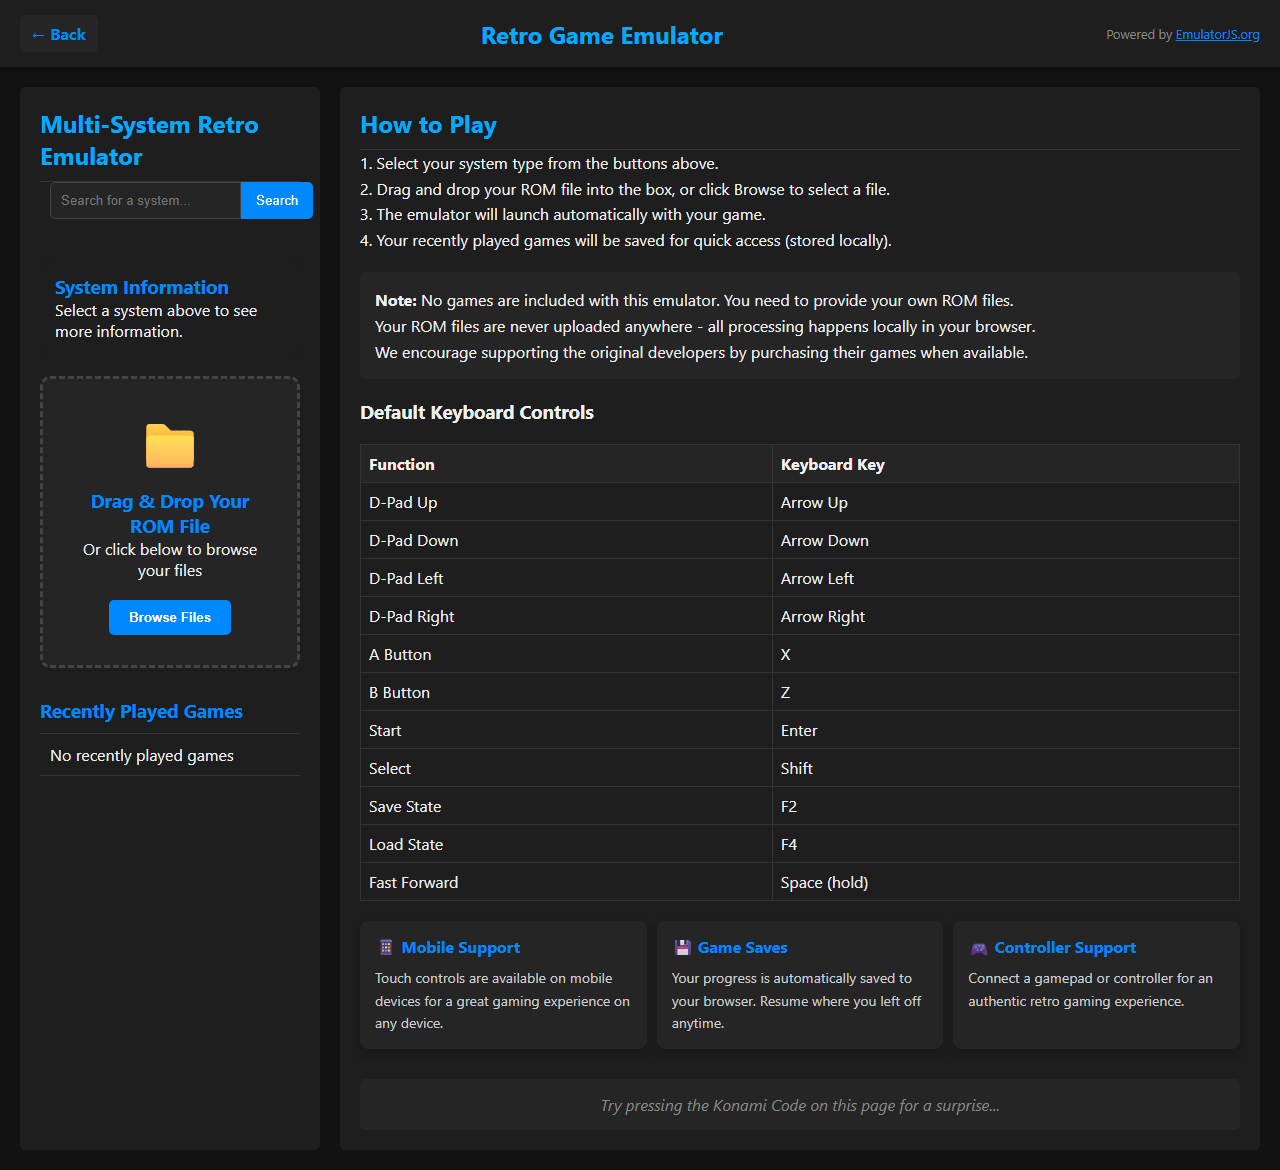 ← Back
Retro Game Emulator
Powered by EmulatorJS.org
Multi-System Retro
Emulator
Search for a system...
Search
System Information
Select a system above to see
more information.
Drag & Drop Your
ROM File
Or click below to browse
your files
Browse Files
Recently Played Games
No recently played games
How to Play
1. Select your system type from the buttons above.
2. Drag and drop your ROM file into the box, or click Browse to select a file.
3. The emulator will launch automatically with your game.
4. Your recently played games will be saved for quick access (stored locally).
Note: No games are included with this emulator. You need to provide your own ROM files.
Your ROM files are never uploaded anywhere - all processing happens locally in your browser.
We encourage supporting the original developers by purchasing their games when available.
Default Keyboard Controls
Function Keyboard Key
D-Pad Up Arrow Up
D-Pad Down Arrow Down
D-Pad Left Arrow Left
D-Pad Right Arrow Right
A Button X
B Button Z
Start Enter
Select Shift
Save State F2
Load State F4
Fast Forward Space (hold)
Mobile Support
Touch controls are available on mobile
devices for a great gaming experience on
any device.
Game Saves
Your progress is automatically saved to
your browser. Resume where you left off
anytime.
Controller Support
Connect a gamepad or controller for an
authentic retro gaming experience.
Try pressing the Konami Code on this page for a surprise...